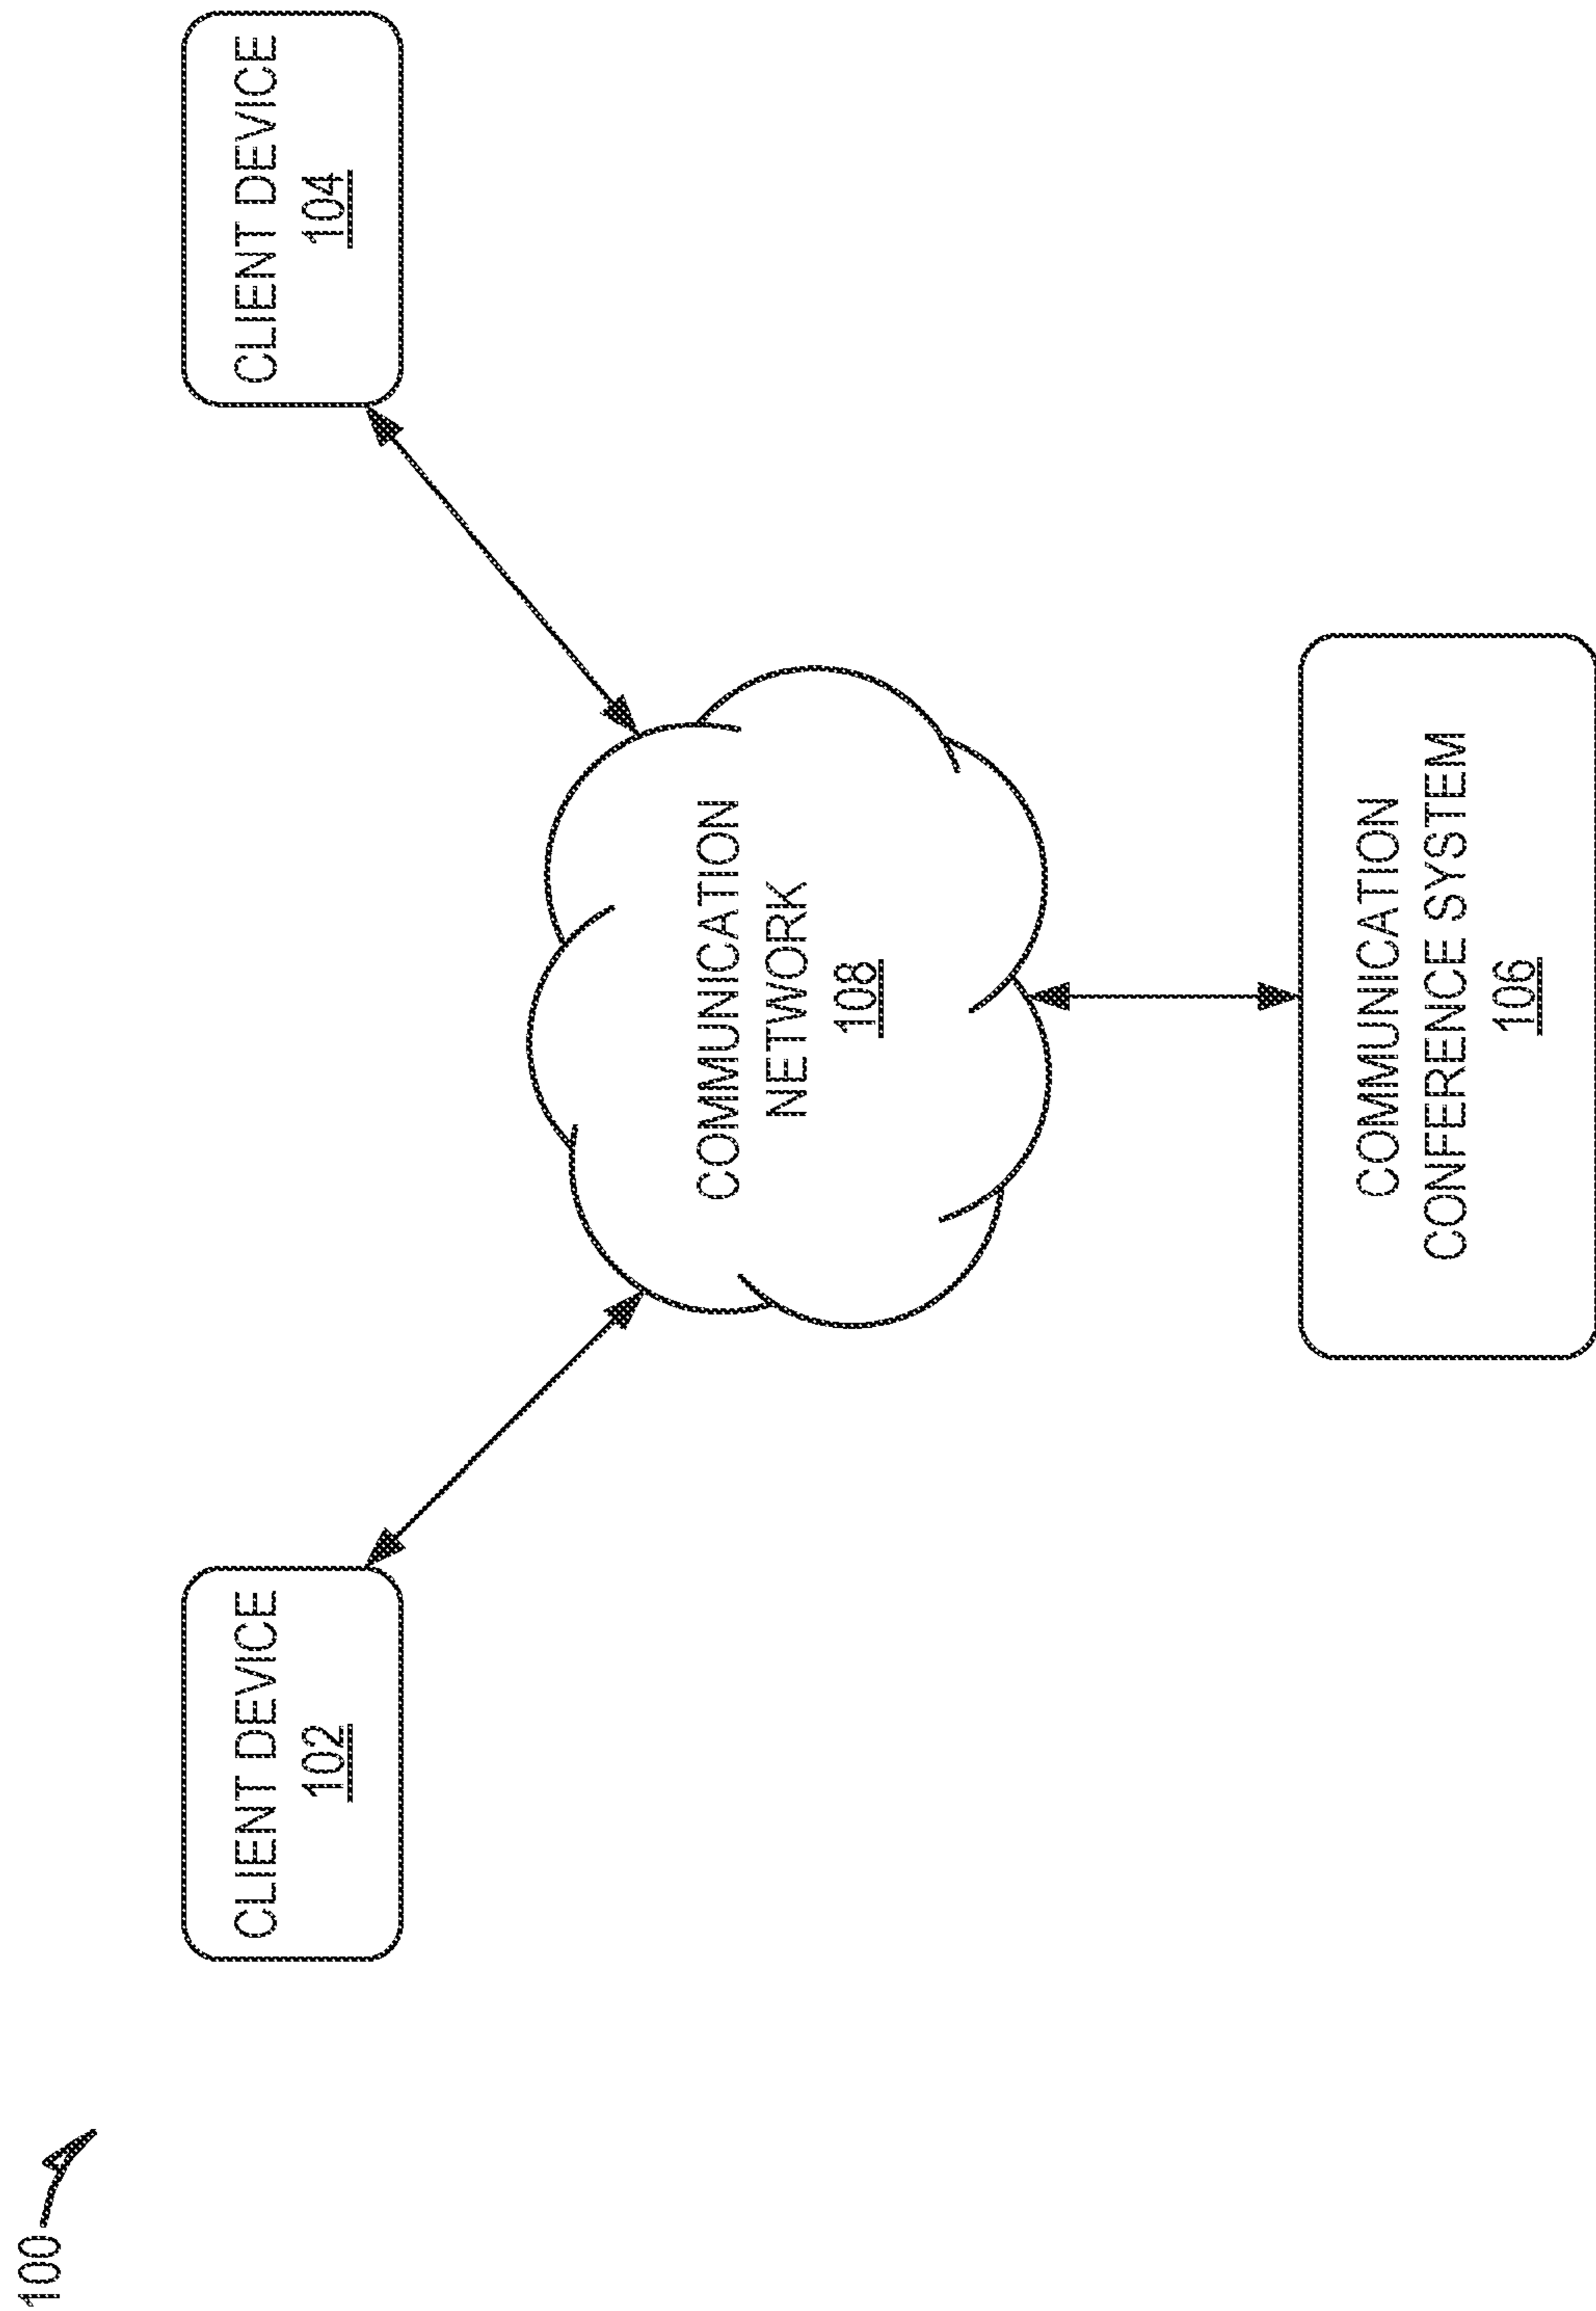 100
CLIENT DEVICE
102
CLIENT DEVICE
104
COMMUNICATION
NETWORK
108
COMMUNICATION
CONFERENCE SYSTEM
106